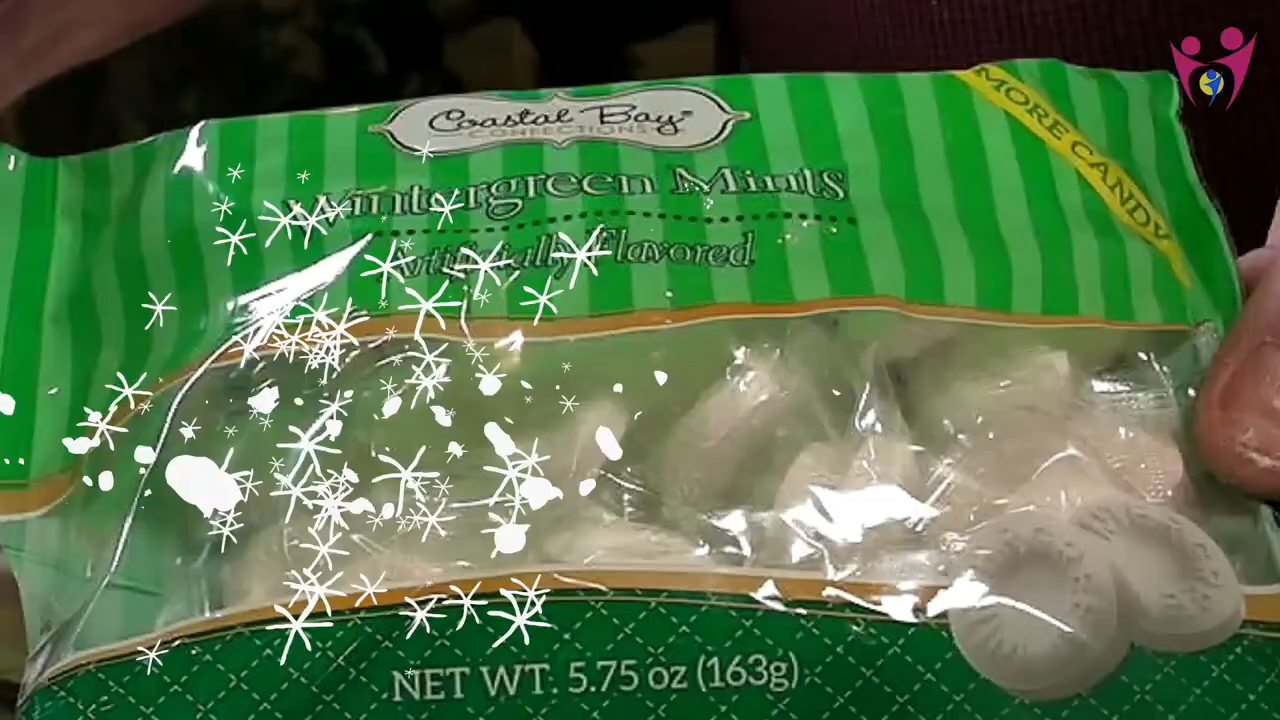 Coastal Bay®
CONFECTIONS
MORE CANDY
Wintergreen Mints
Artificially Flavored
NET WT. 5.75 oz (163g)